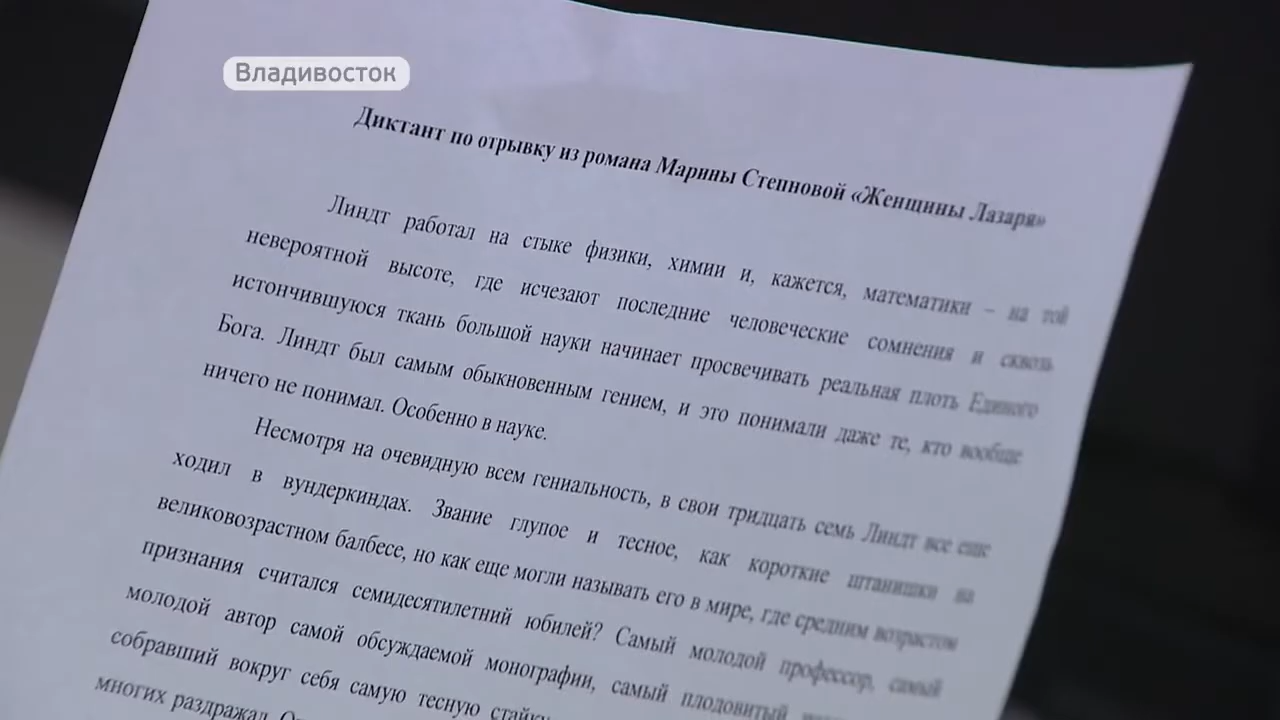 Владивосток
Диктант по отрывку из романа Марины Степновой «Женщины Лазаря»
Линдт работал на стыке физики, химии и, кажется, математики – на той
невероятной высоте, где исчезают последние человеческие сомнения и сквозь
истончившуюся ткань большой науки начинает просвечивать реальная плоть Единого
Бога. Линдт был самым обыкновенным гением, и это понимали даже те, кто вообще
ничего не понимал. Особенно в науке.
Несмотря на очевидную всем гениальность, в свои тридцать семь Линдт все еще
ходил в вундеркиндах. Звание глупое и тесное, как короткие штанишки на
великовозрастном балбесе, но как еще могли называть его в мире, где средним возрастом
признания считался семидесятилетний юбилей? Самый молодой профессор, самый
молодой автор самой обсуждаемой монографии, самый плодовитый
собравший вокруг себя самую тесную стайку
многих раздражал.